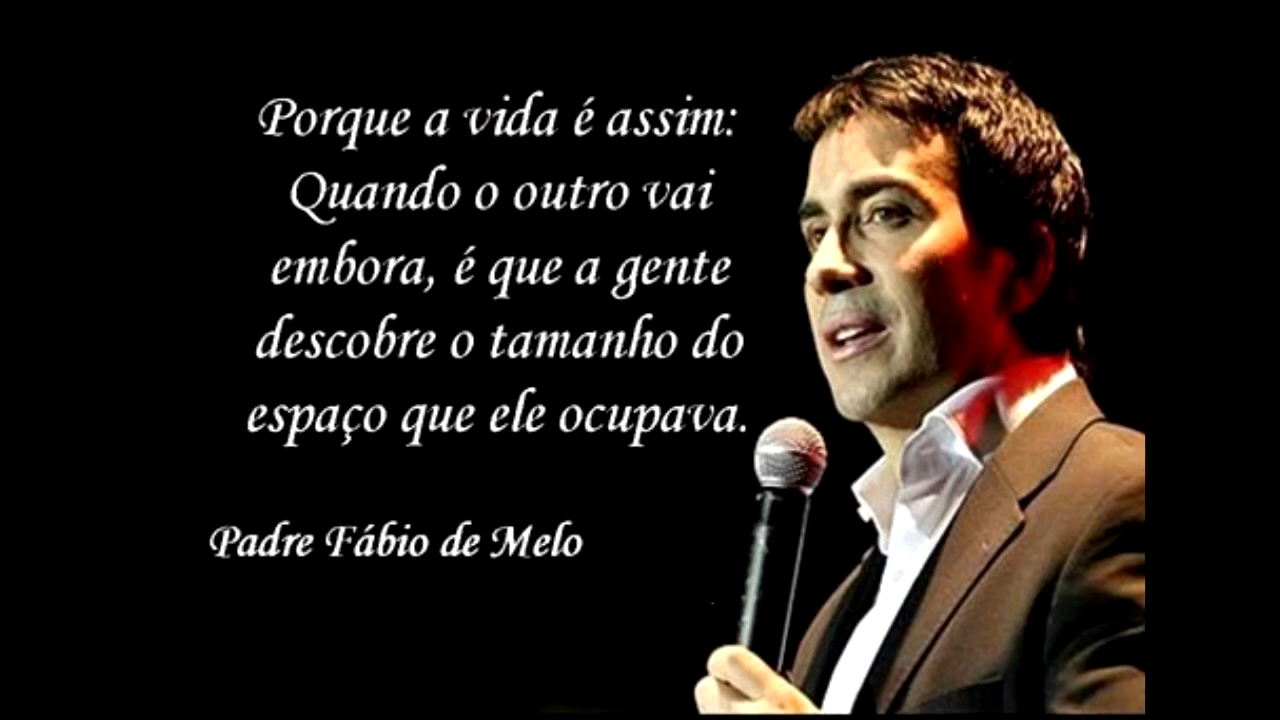 Porque a vida é assim:
Quando o outro vai
embora, é que a gente
descobre o tamanho do
espaço que ele ocupava.
Padre Fábio de Melo